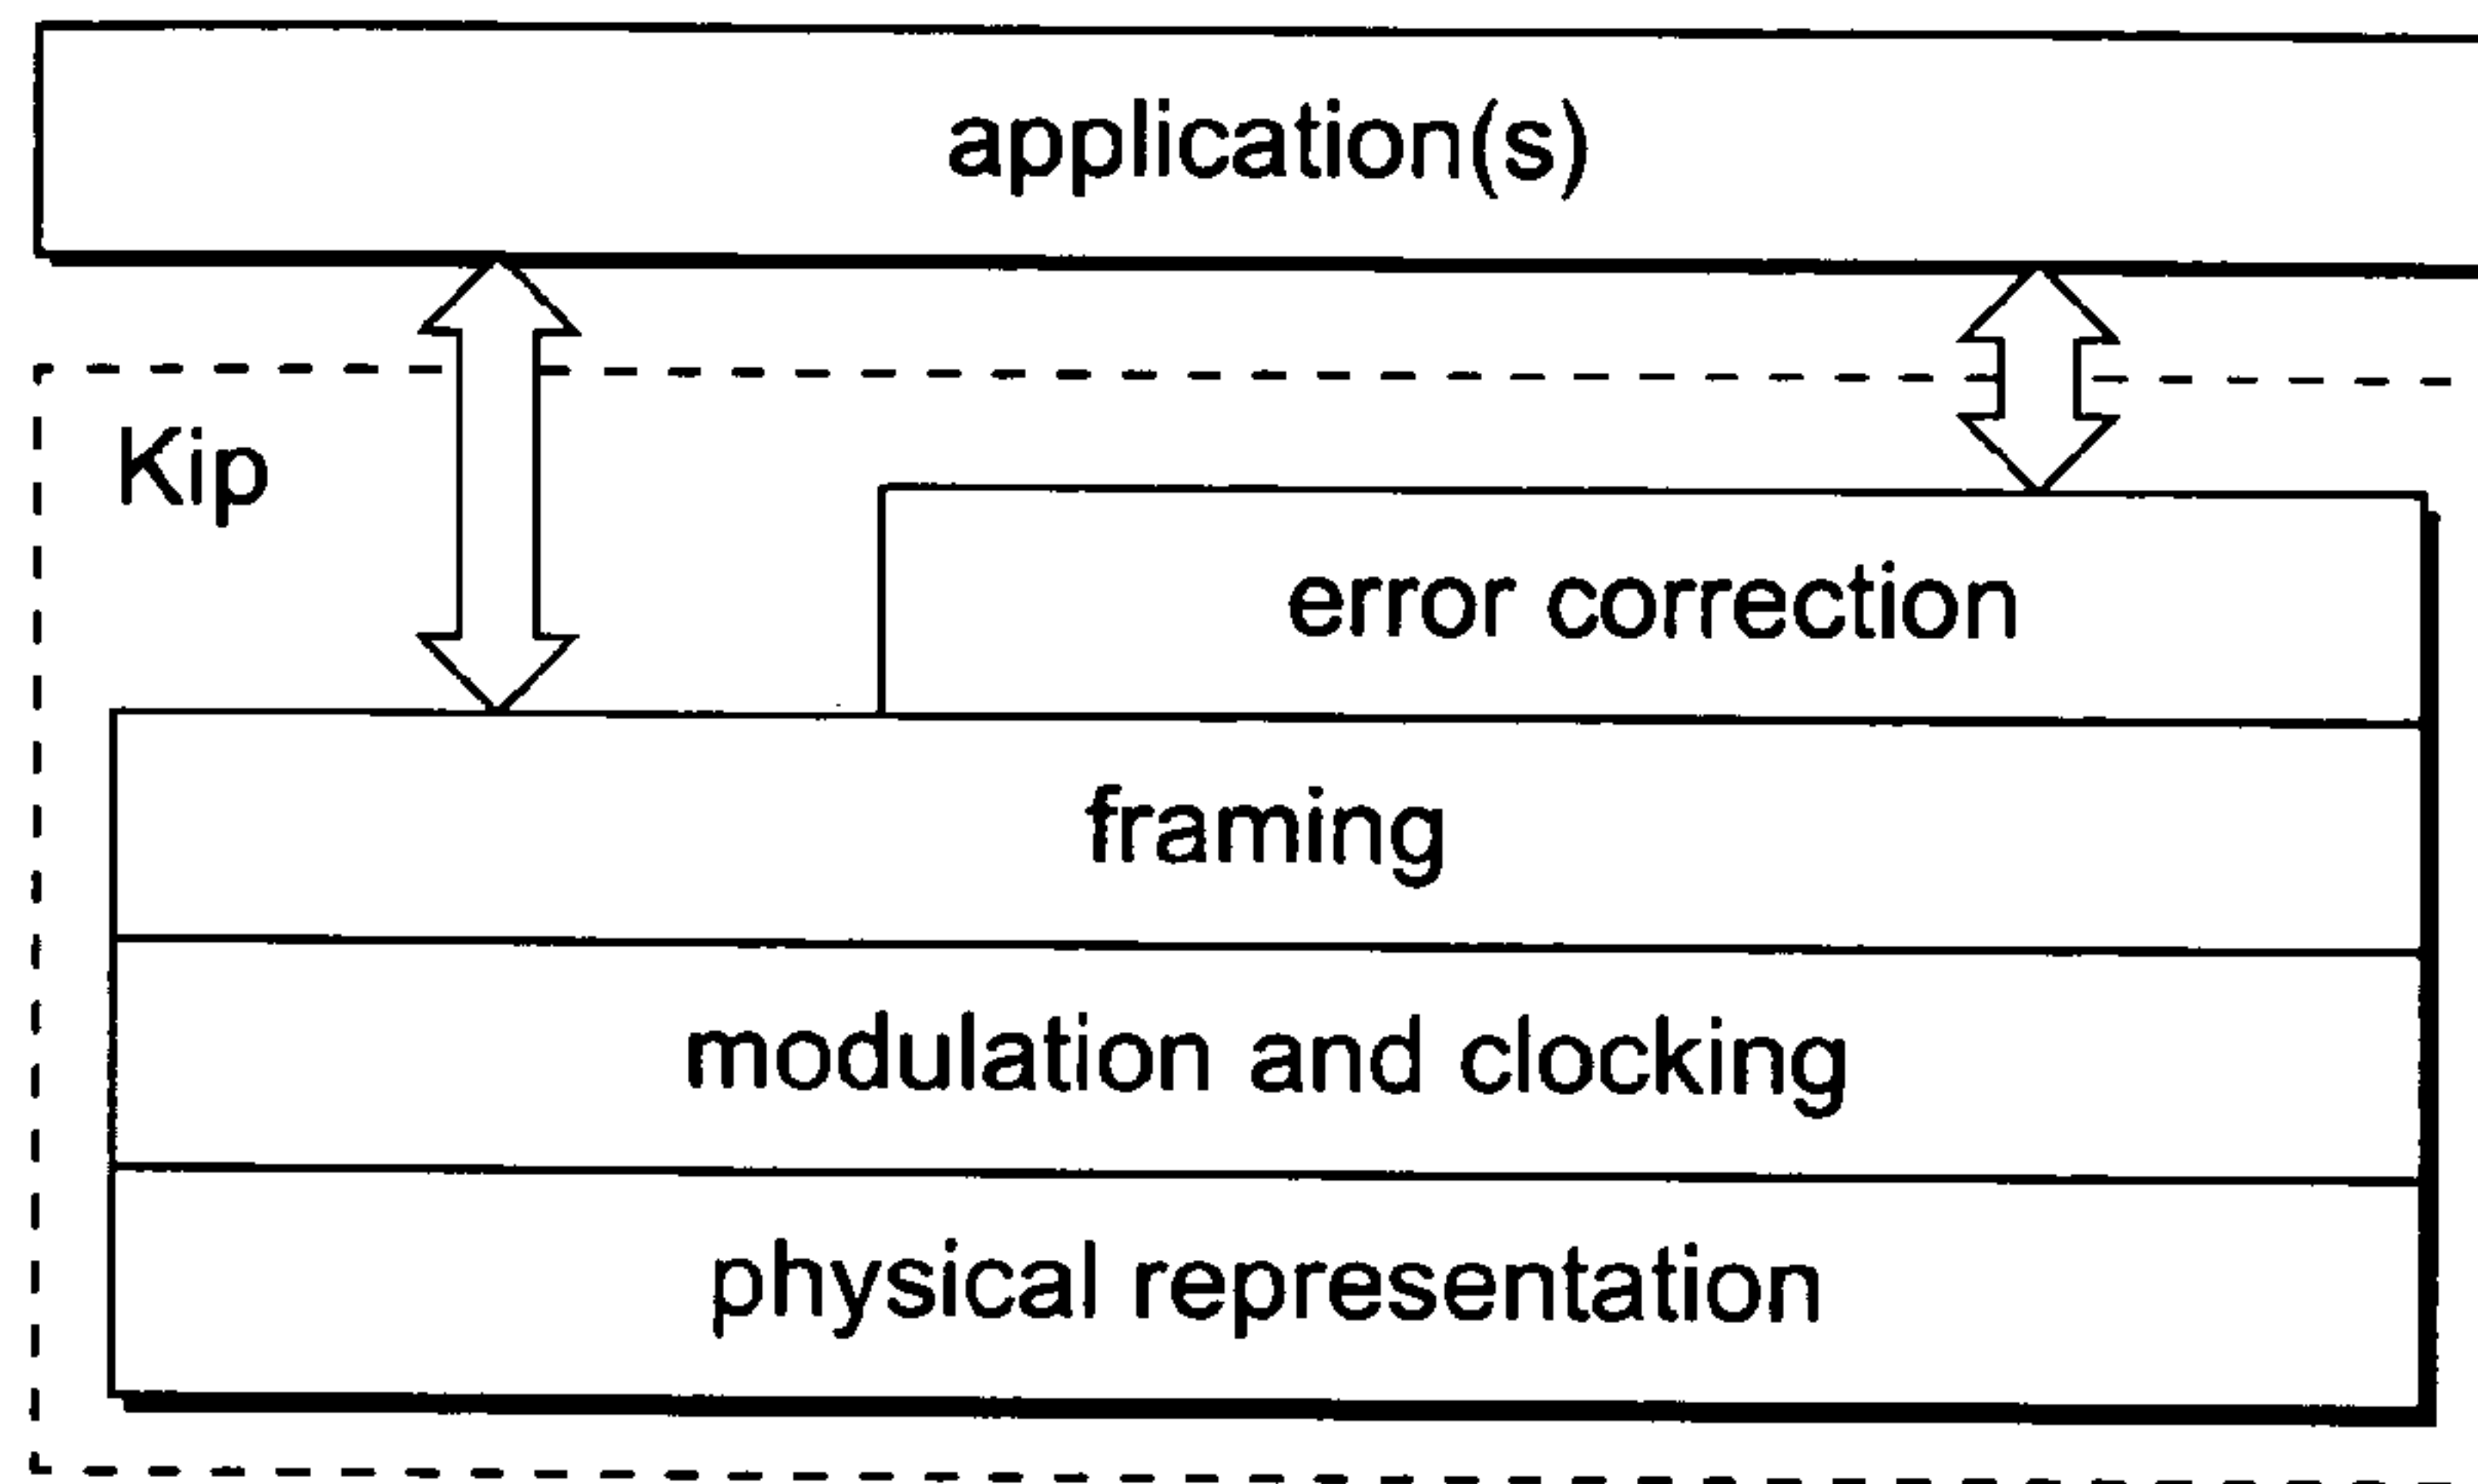 application(s)
Kip
error correction
framing
modulation and clocking
physical representation